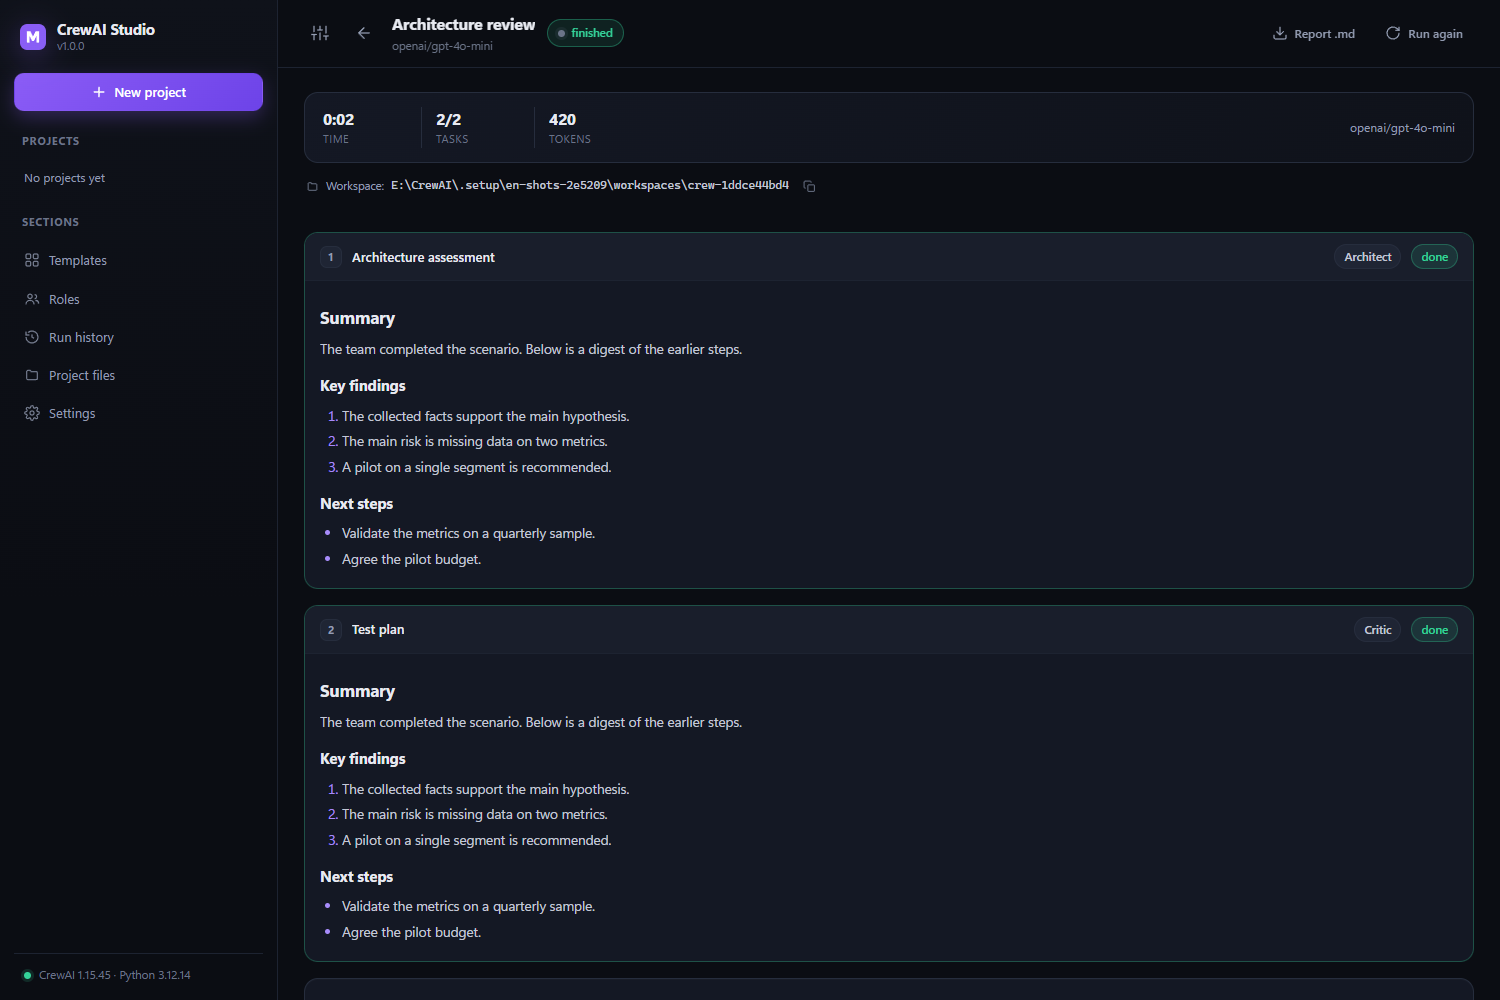 M
CrewAI Studio
v1.0.0
New project
PROJECTS
No projects yet
SECTIONS
Templates
Roles
Run history
Project files
Settings
CrewAI 1.15.45 · Python 3.12.14
Architecture review
openai/gpt-4o-mini
finished
Report .md
Run again
0:02
TIME
2/2
TASKS
420
TOKENS
openai/gpt-4o-mini
Workspace: E:\CrewAI\.setup\en-shots-2e5209\workspaces\crew-1ddce44bd4
1 Architecture assessment
Architect
done
Summary
The team completed the scenario. Below is a digest of the earlier steps.
Key findings
1. The collected facts support the main hypothesis.
2. The main risk is missing data on two metrics.
3. A pilot on a single segment is recommended.
Next steps
• Validate the metrics on a quarterly sample.
• Agree the pilot budget.
2 Test plan
Critic
done
Summary
The team completed the scenario. Below is a digest of the earlier steps.
Key findings
1. The collected facts support the main hypothesis.
2. The main risk is missing data on two metrics.
3. A pilot on a single segment is recommended.
Next steps
• Validate the metrics on a quarterly sample.
• Agree the pilot budget.